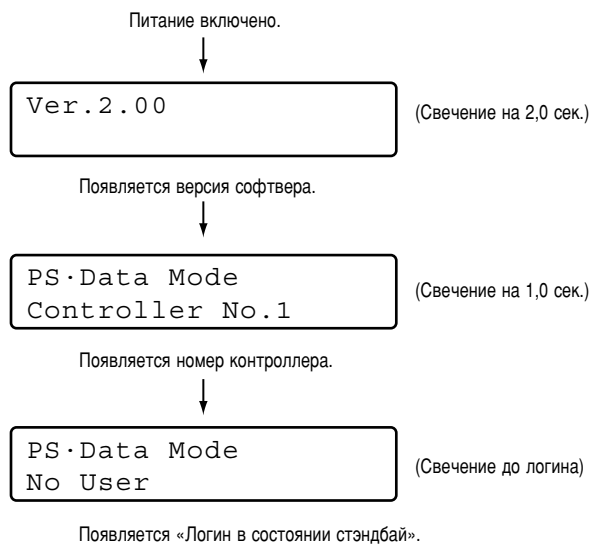 Питание включено.
Ver.2.00
(Свечение на 2,0 сек.)
Появляется версия софтвера.
PS·Data Mode
Controller No.1
(Свечение на 1,0 сек.)
Появляется номер контроллера.
PS·Data Mode
No User
(Свечение до логина)
Появляется «Логин в состоянии стэндбай».